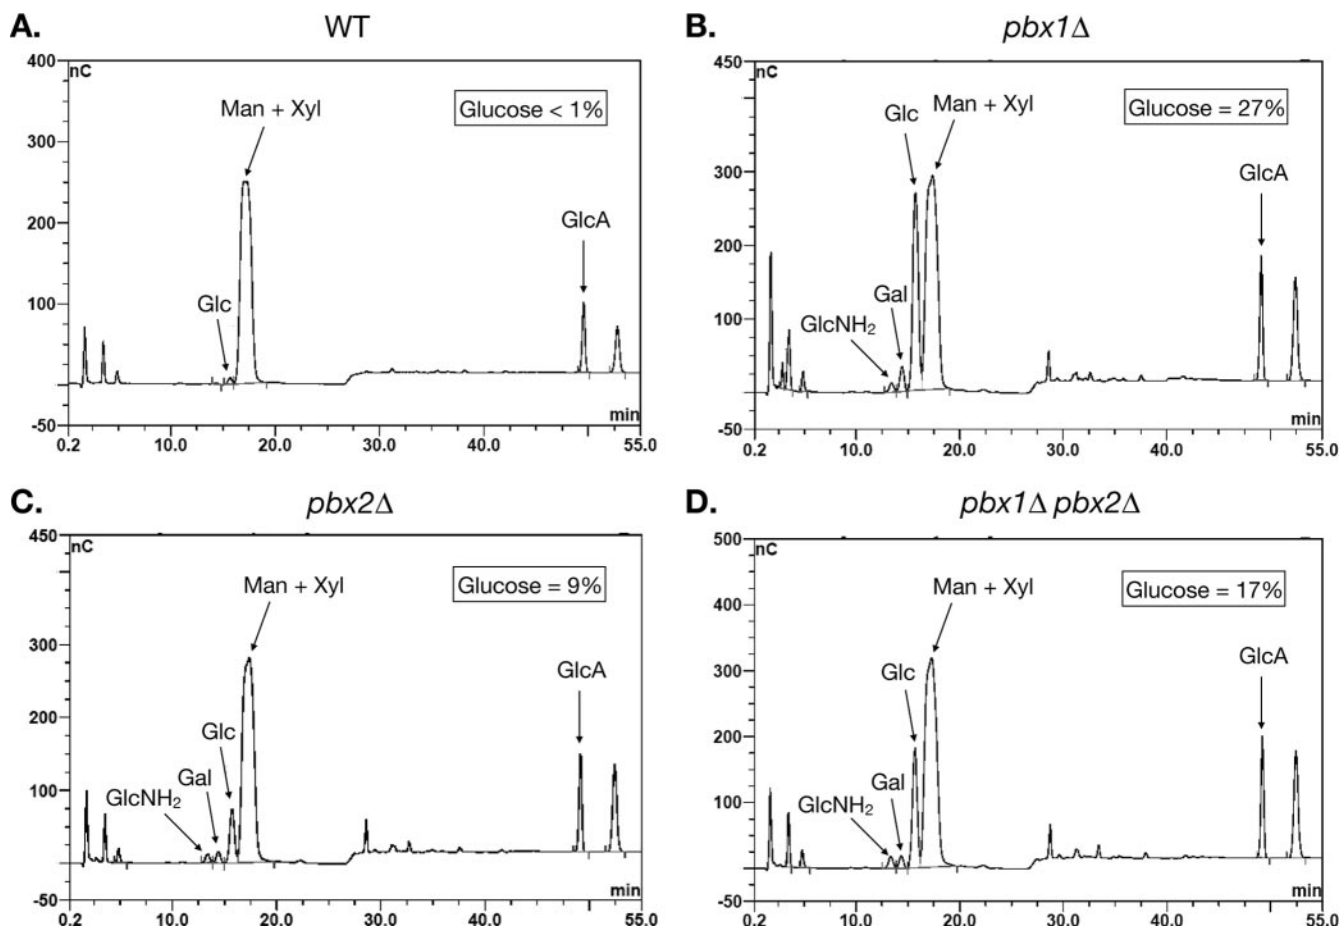 A. WT
400
nC
Man + Xyl
Glucose < 1%
300
200
GlcA
100
Glc
-50
min
0.2 10.0 20.0 30.0 40.0 55.0
B. pbx1Δ
450
nC
Glc
Man + Xyl
Glucose = 27%
300
GlcA
200
Gal
100
GlcNH₂
-50
min
0.2 10.0 20.0 30.0 40.0 55.0
C. pbx2Δ
450
nC
Man + Xyl
Glucose = 9%
300
GlcA
200
Glc
Gal
100
GlcNH₂
-50
min
0.2 10.0 20.0 30.0 40.0 55.0
D. pbx1Δ pbx2Δ
500
nC
Man + Xyl
Glucose = 17%
400
300
Glc
GlcA
200
Gal
100
GlcNH₂
-50
min
0.2 10.0 20.0 30.0 40.0 55.0